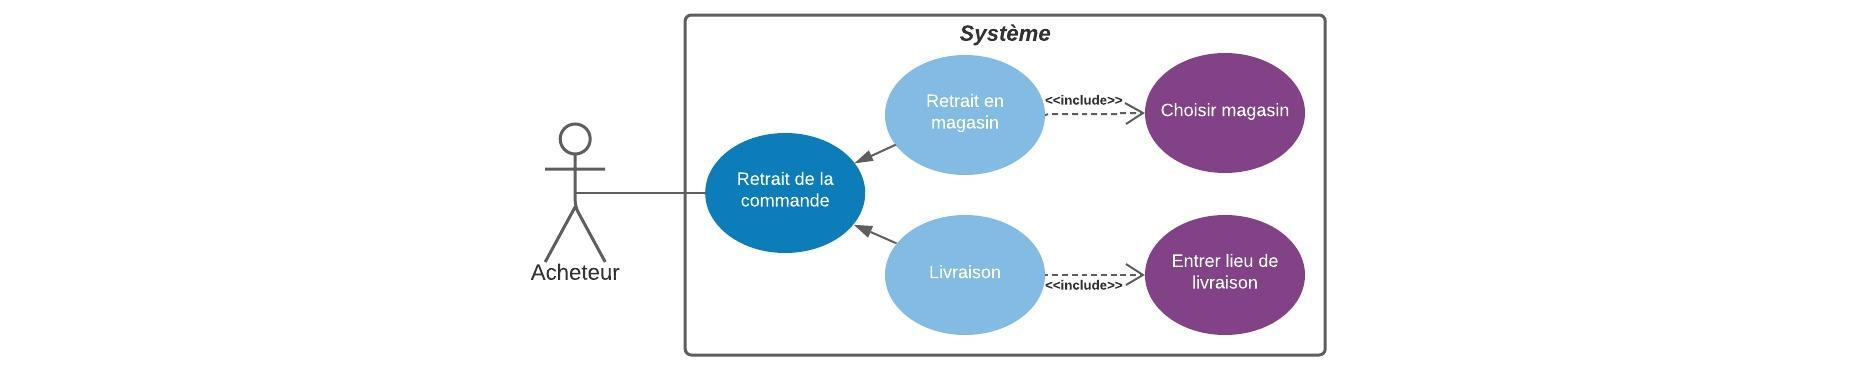 Système
Retrait en
magasin
<<include>>
Choisir magasin
Retrait de la
commande
Acheteur
Livraison
<<include>>
Entrer lieu de
livraison